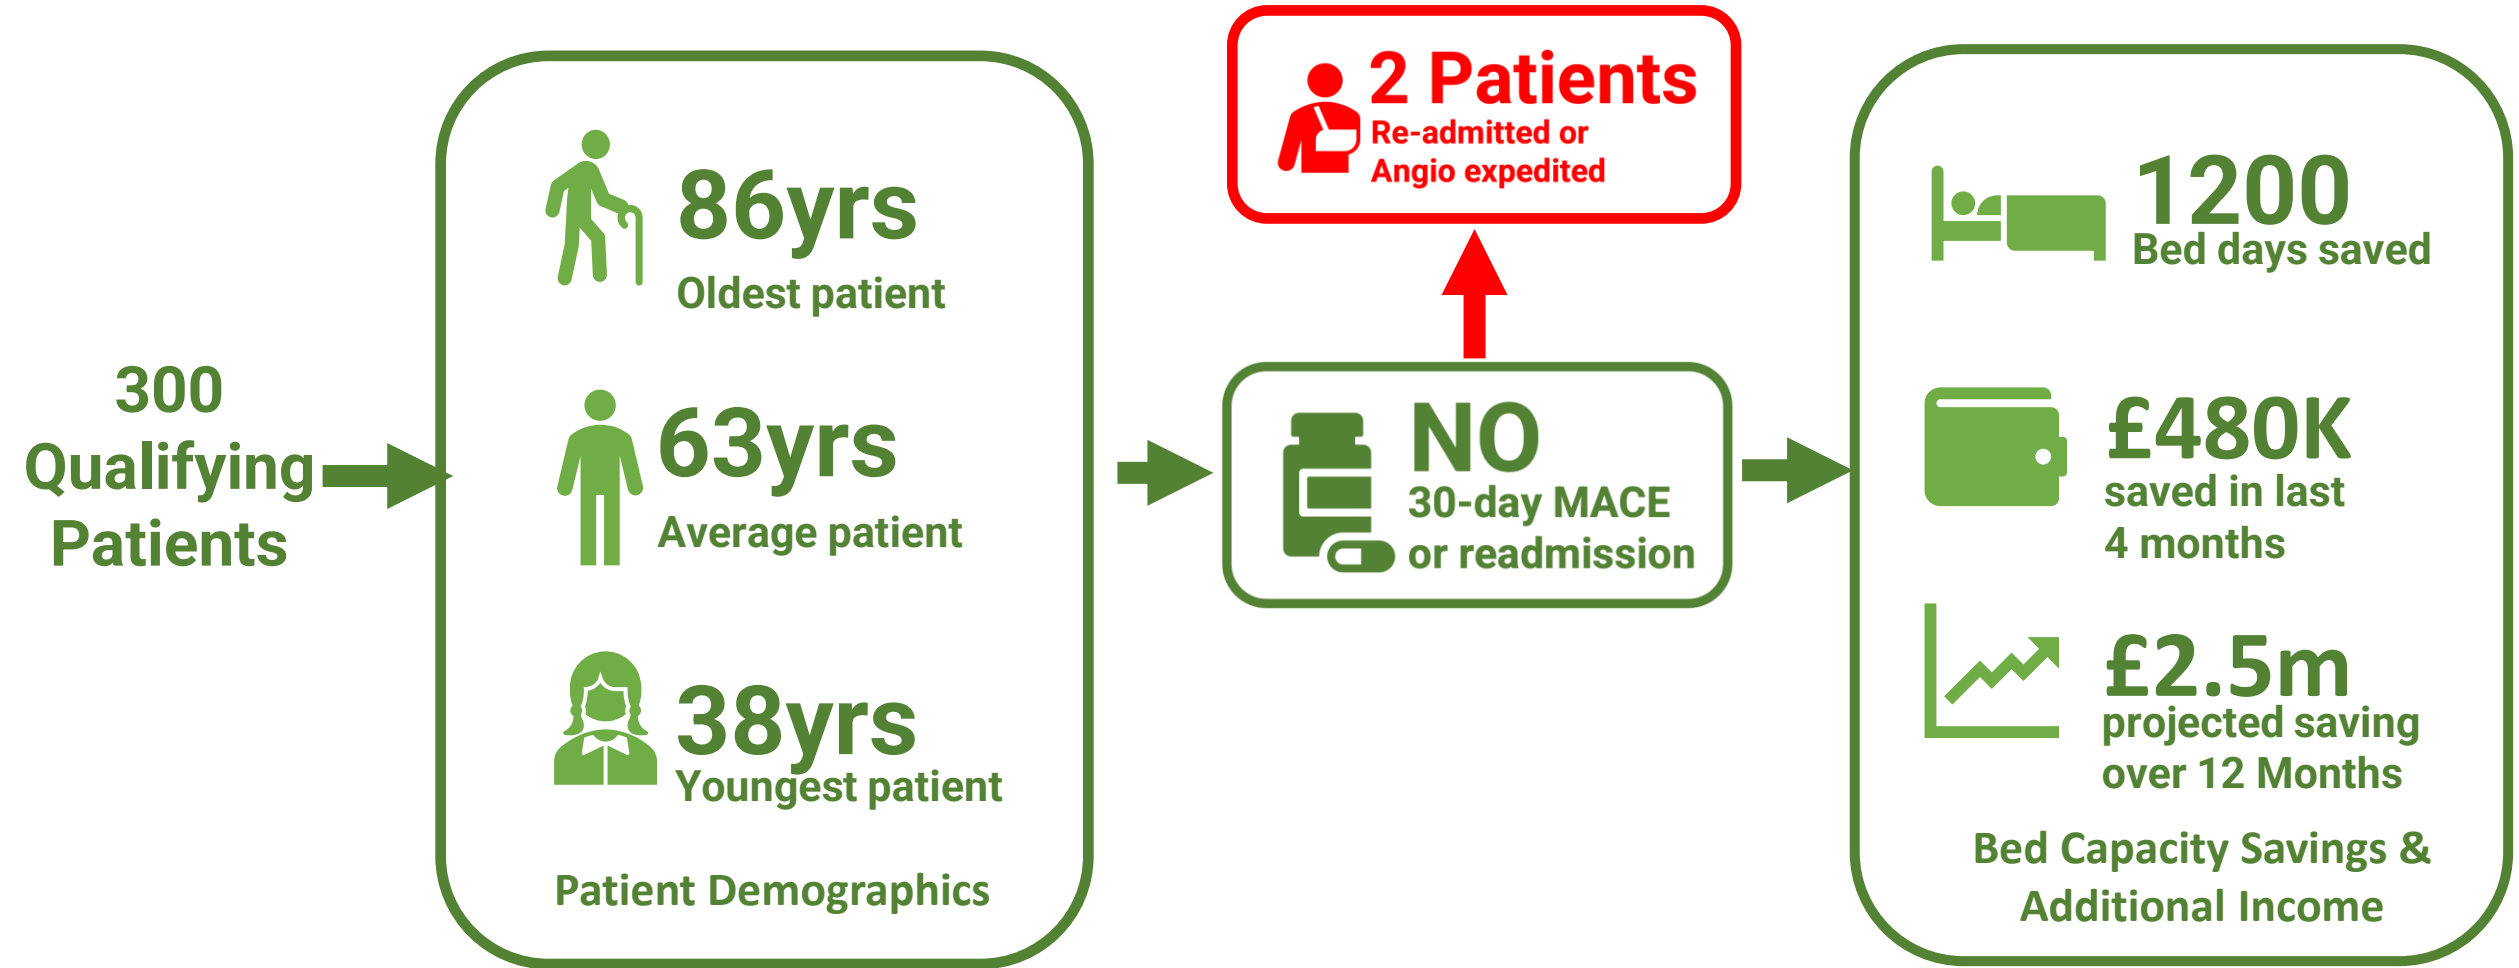 300
Qualifying
Patients
86yrs
Oldest patient
63yrs
Average patient
38yrs
Youngest patient
Patient Demographics
2 Patients
Re-admitted or
Angio expedited
NO
30-day MACE
or readmission
1200
Bed days saved
£480K
saved in last
4 months
£2.5m
projected saving
over 12 Months
Bed Capacity Savings &
Additional Income